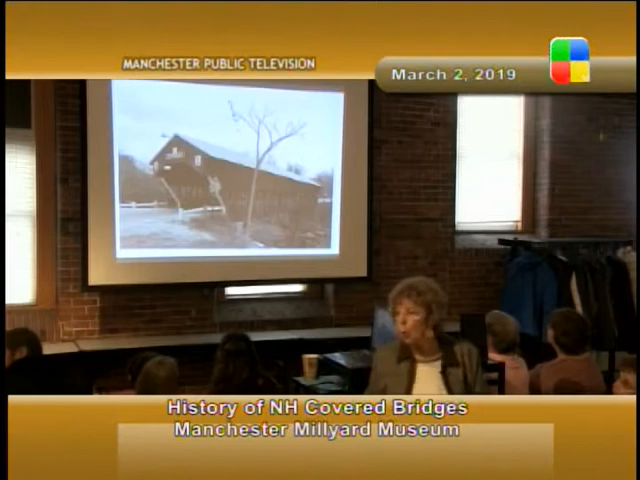 MANCHESTER PUBLIC TELEVISION
March 2, 2019
History of NH Covered Bridges
Manchester Millyard Museum